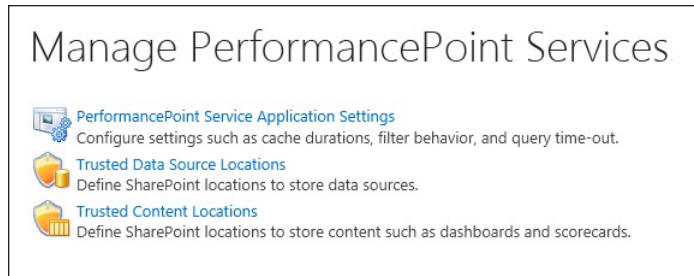 Manage PerformancePoint Services
PerformancePoint Service Application Settings
Configure settings such as cache durations, filter behavior, and query time-out.
Trusted Data Source Locations
Define SharePoint locations to store data sources.
Trusted Content Locations
Define SharePoint locations to store content such as dashboards and scorecards.